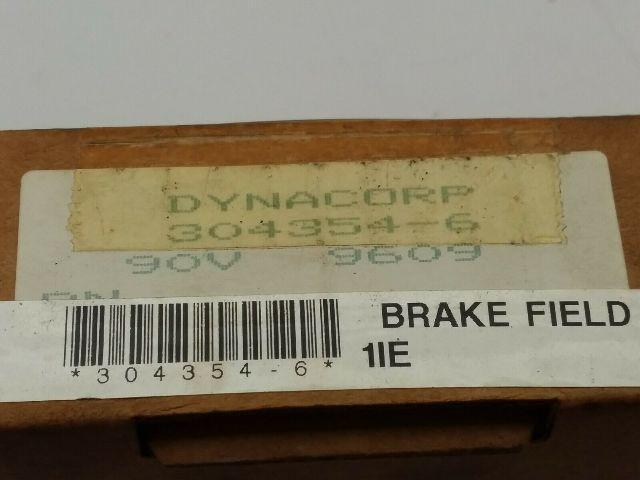 DYNACORP
304354-6
90V 9609
BRAKE FIELD
*304354-6* 1IE